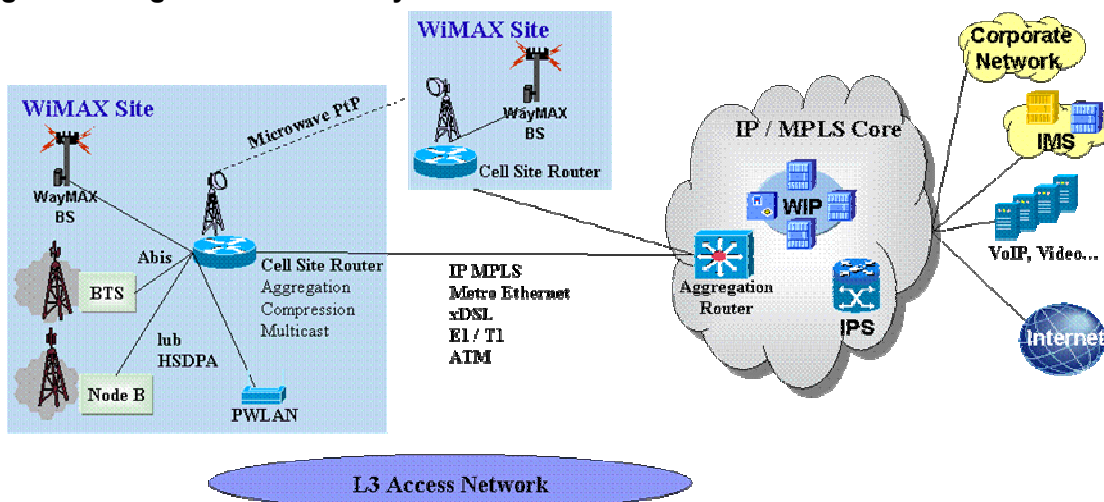 WiMAX Site
Corporate
Network
WiMAX Site
WayMAX
BS
Microwave PtP
IP / MPLS Core
IMS
Cell Site Router
WayMAX
BS
WIP
Abis
Cell Site Router
Aggregation
Compression
Multicast
IP MPLS
Metro Ethernet
xDSL
E1 / T1
ATM
VoIP, Video...
BTS
Aggregation
Router
IPS
Internet
Iub
HSDPA
Node B
PWLAN
L3 Access Network